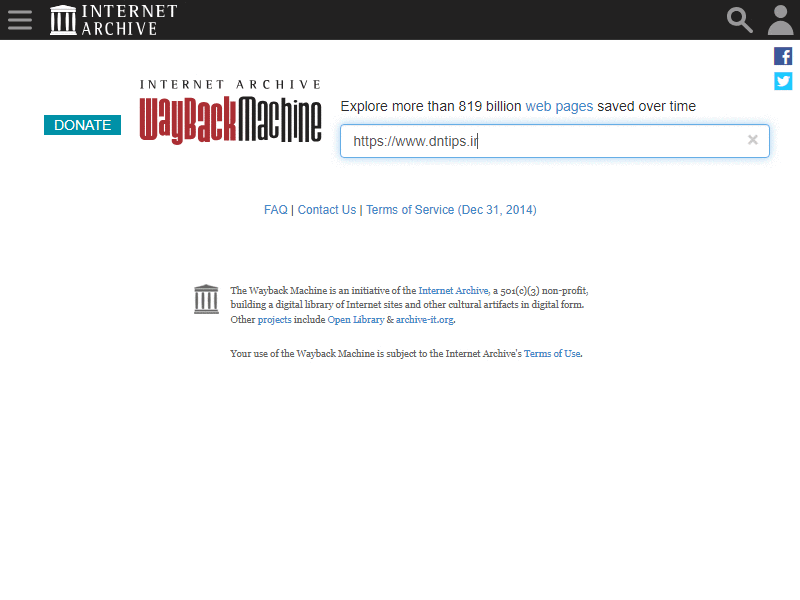 INTERNET
ARCHIVE
INTERNET ARCHIVE
WayBackMachine
DONATE
Explore more than 819 billion web pages saved over time
https://www.dntips.ir
×
FAQ | Contact Us | Terms of Service (Dec 31, 2014)
The Wayback Machine is an initiative of the Internet Archive, a 501(c)(3) non-profit,
building a digital library of Internet sites and other cultural artifacts in digital form.
Other projects include Open Library & archive-it.org.
Your use of the Wayback Machine is subject to the Internet Archive's Terms of Use.